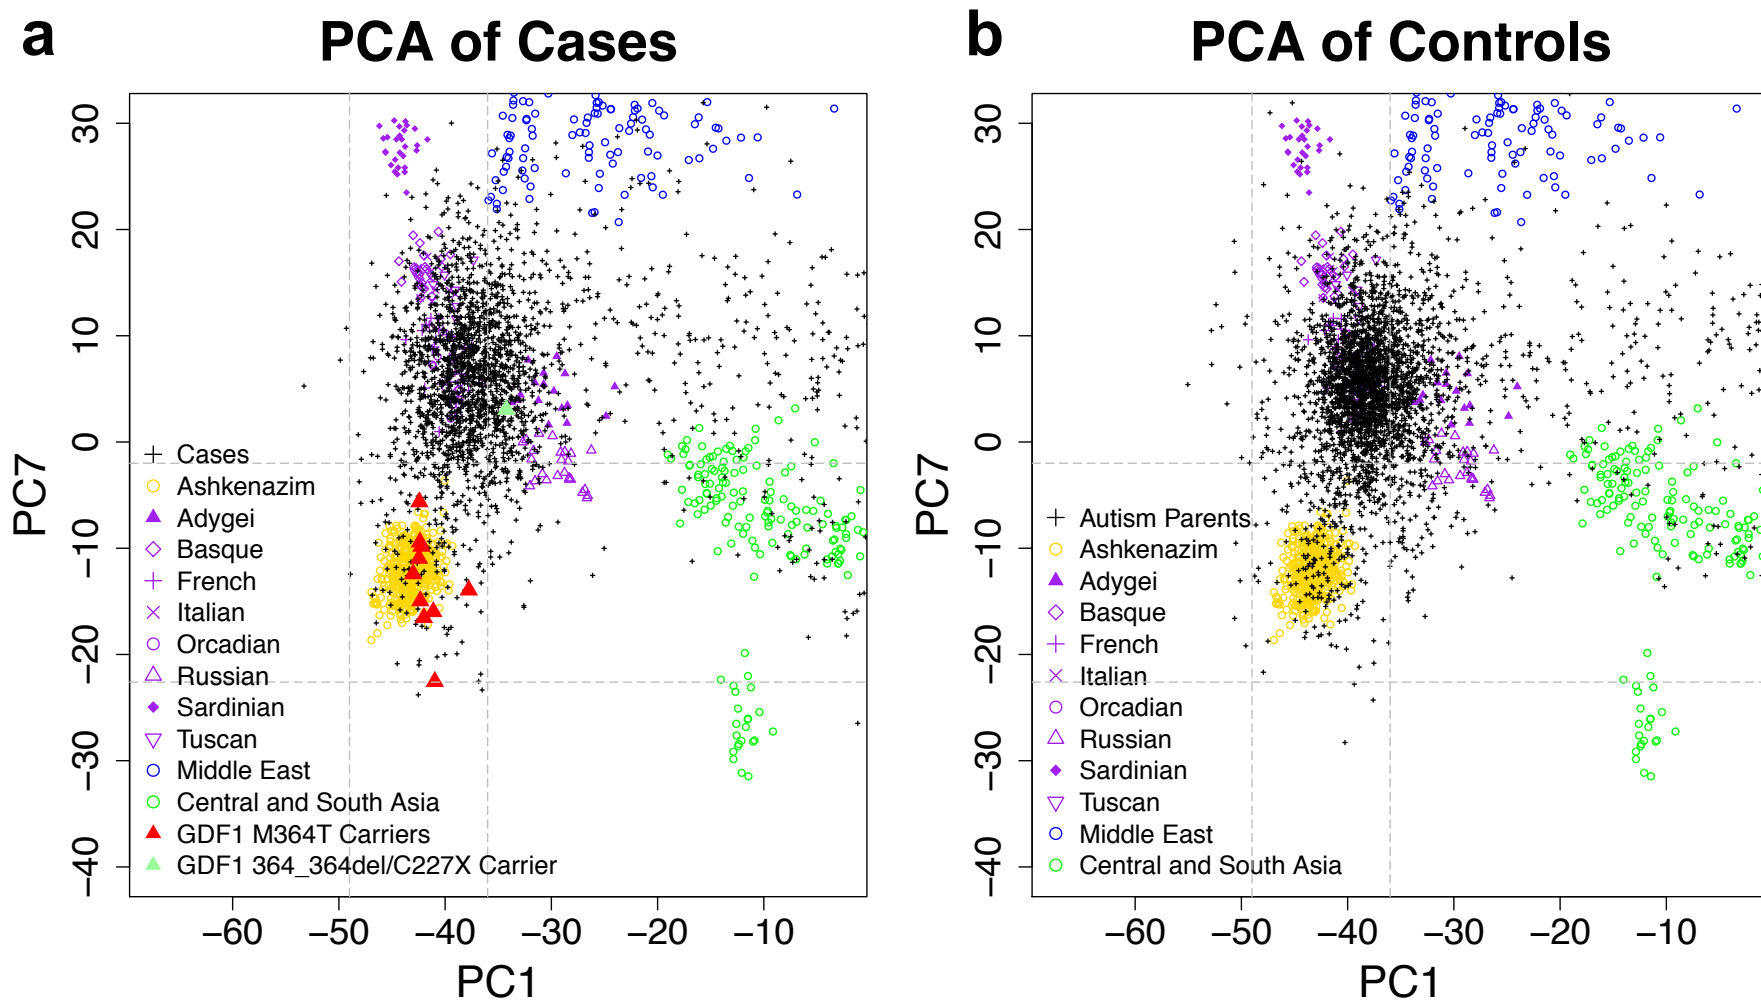 a PCA of Cases
30
20
10
0
−10
−20
−30
−40
PC7
Cases
Ashkenazim
Adygei
Basque
French
Italian
Orcadian
Russian
Sardinian
Tuscan
Middle East
Central and South Asia
GDF1 M364T Carriers
GDF1 364_364del/C227X Carrier
−60 −50 −40 −30 −20 −10
PC1
b PCA of Controls
30
20
10
0
−10
−20
−30
−40
PC7
Autism Parents
Ashkenazim
Adygei
Basque
French
Italian
Orcadian
Russian
Sardinian
Tuscan
Middle East
Central and South Asia
−60 −50 −40 −30 −20 −10
PC1